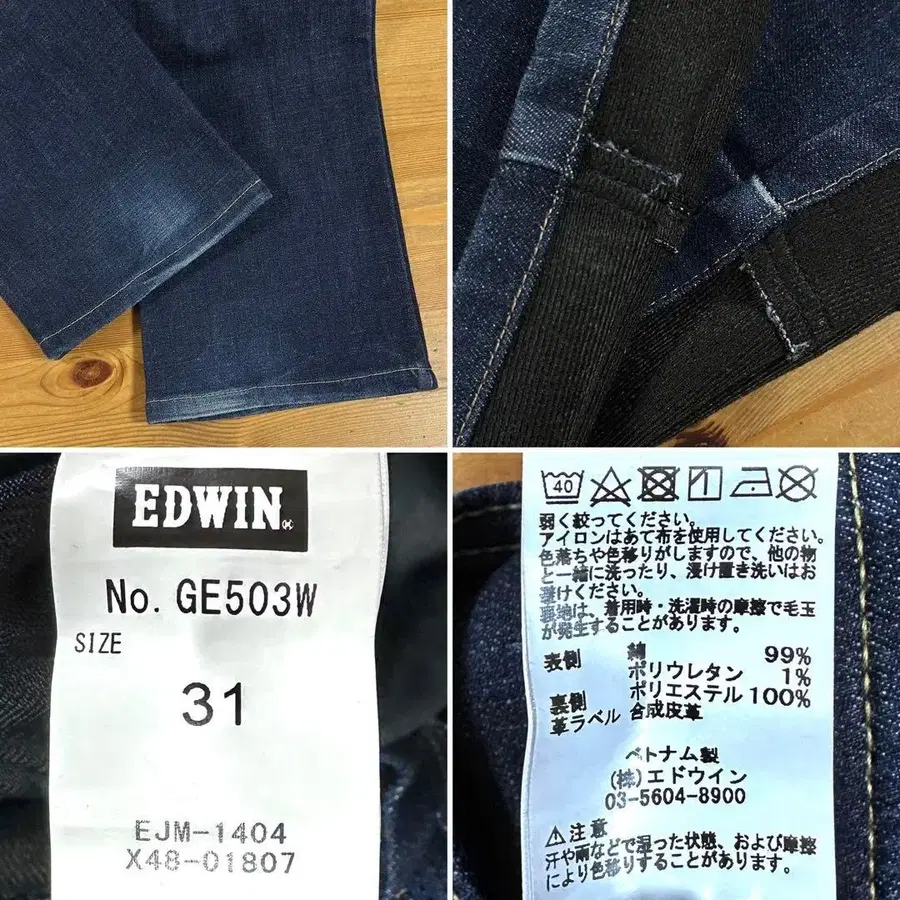 EDWIN
No. GE503W
SIZE
31
EJM-1404
X48-01807
40
弱く絞ってください。
アイロンはあて布を使用してください。
色落ちや色移りがしますので、他の物
と一緒に洗ったり、浸け置き洗いはお
避けください。
裏地は、着用時・洗濯時の摩擦で毛玉
が発生することがあります。
表側 綿 99%
ポリウレタン 1%
裏側 ポリエステル 100%
革ラベル 合成皮革
ベトナム製
(株)エドウイン
03-5604-8900
⚠注意
汗や雨などで湿った状態、および摩擦
により色移りすることがあります。